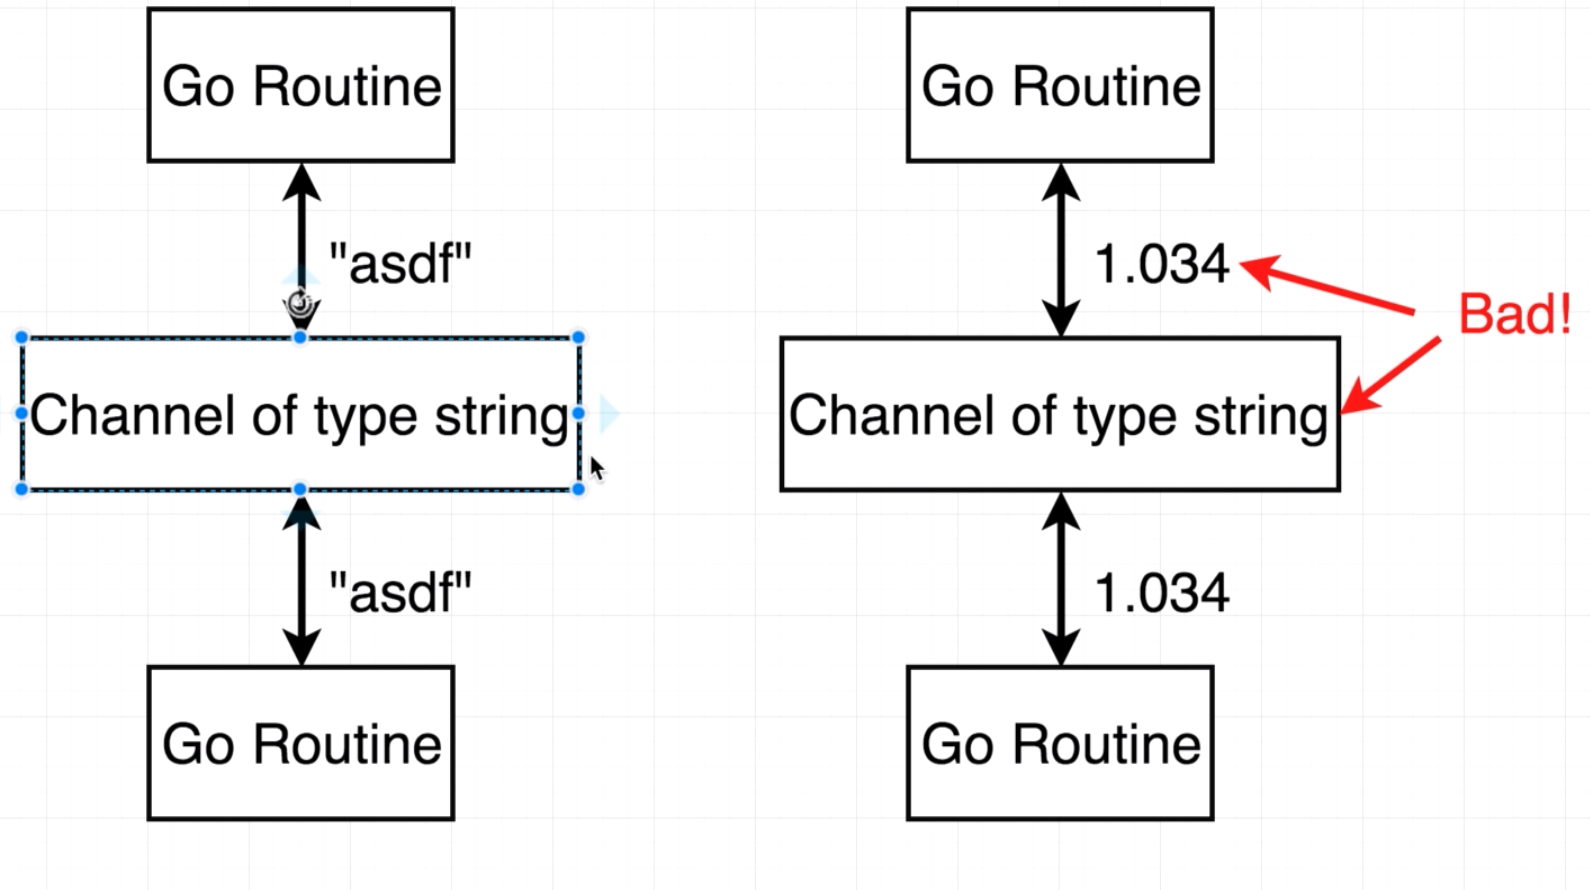 Go Routine
Go Routine
"asdf"
1.034
Bad!
Channel of type string
Channel of type string
"asdf"
1.034
Go Routine
Go Routine